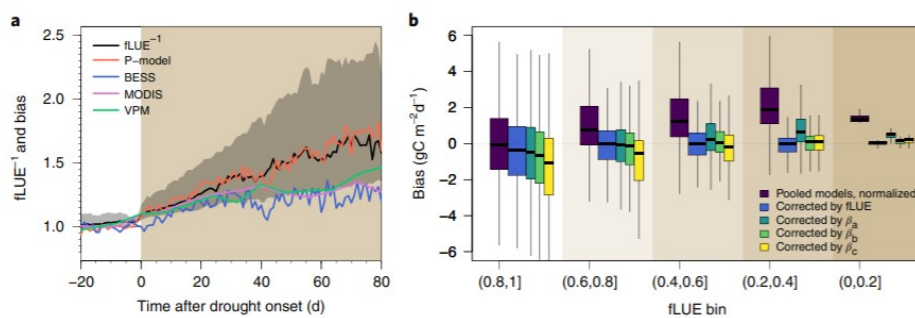 a
fLUE⁻¹ and bias
2.5
2.0
1.5
1.0
fLUE⁻¹
P-model
BESS
MODIS
VPM
–20
0
20
40
60
80
Time after drought onset (d)
b
Bias (gC m⁻² d⁻¹)
6
4
2
0
–2
–4
–6
Pooled models, normalized
Corrected by fLUE
Corrected by βa
Corrected by βb
Corrected by βc
(0.8,1]
(0.6,0.8]
(0.4,0.6]
(0.2,0.4]
(0,0.2]
fLUE bin